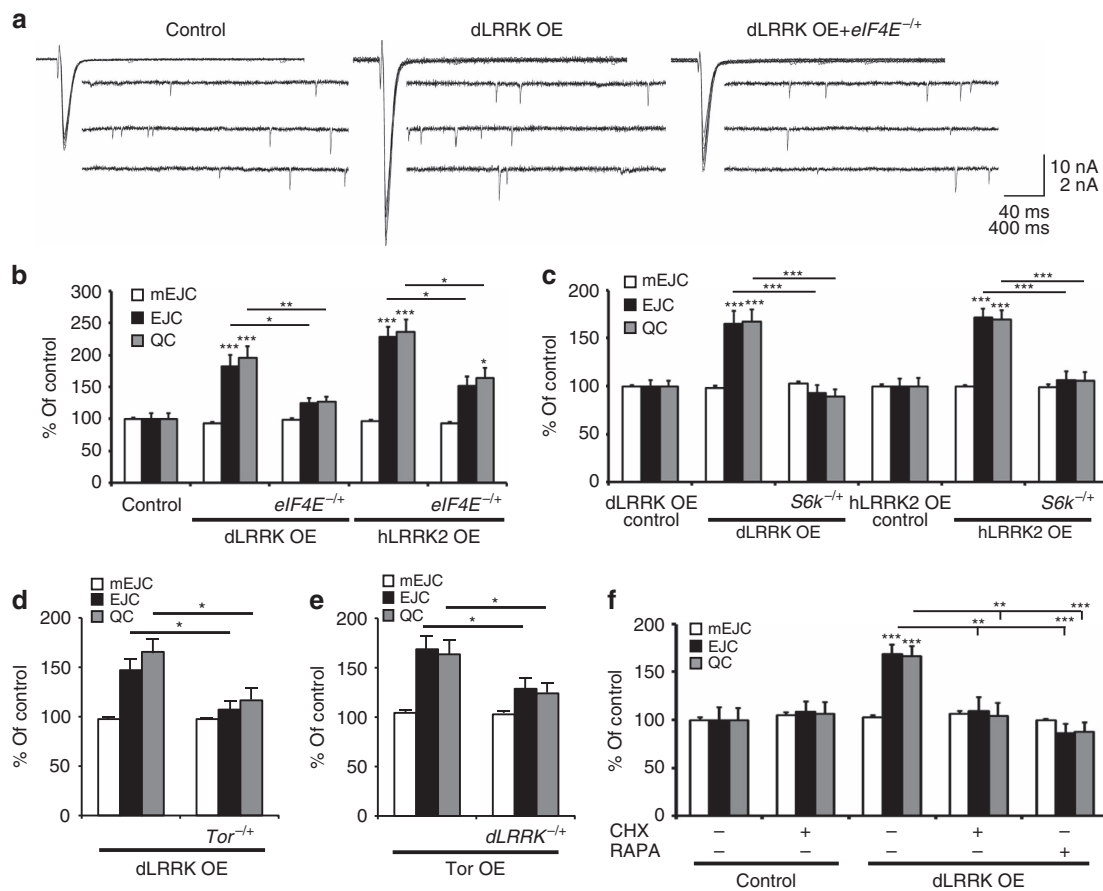 a
Control
dLRRK OE
dLRRK OE+eIF4E−/+
10 nA
2 nA
40 ms
400 ms
b
mEJC
EJC
QC
% Of control
300
250
200
150
100
50
0
*** ***
* **
*** ***
*
* *
Control
eIF4E−/+
eIF4E−/+
dLRRK OE
hLRRK2 OE
c
mEJC
EJC
QC
% Of control
200
150
100
50
0
*** ***
*** ***
*** ***
*** ***
dLRRK OE
control
S6k−/+
dLRRK OE
hLRRK2 OE
control
S6k−/+
hLRRK2 OE
d
mEJC
EJC
QC
% Of control
200
150
100
50
0
* *
Tor−/+
dLRRK OE
e
mEJC
EJC
QC
% Of control
200
150
100
50
0
* *
dLRRK−/+
Tor OE
f
mEJC
EJC
QC
% Of control
200
150
100
50
0
*** ***
** ***
** ***
CHX − + − + −
RAPA − − − − +
Control
dLRRK OE